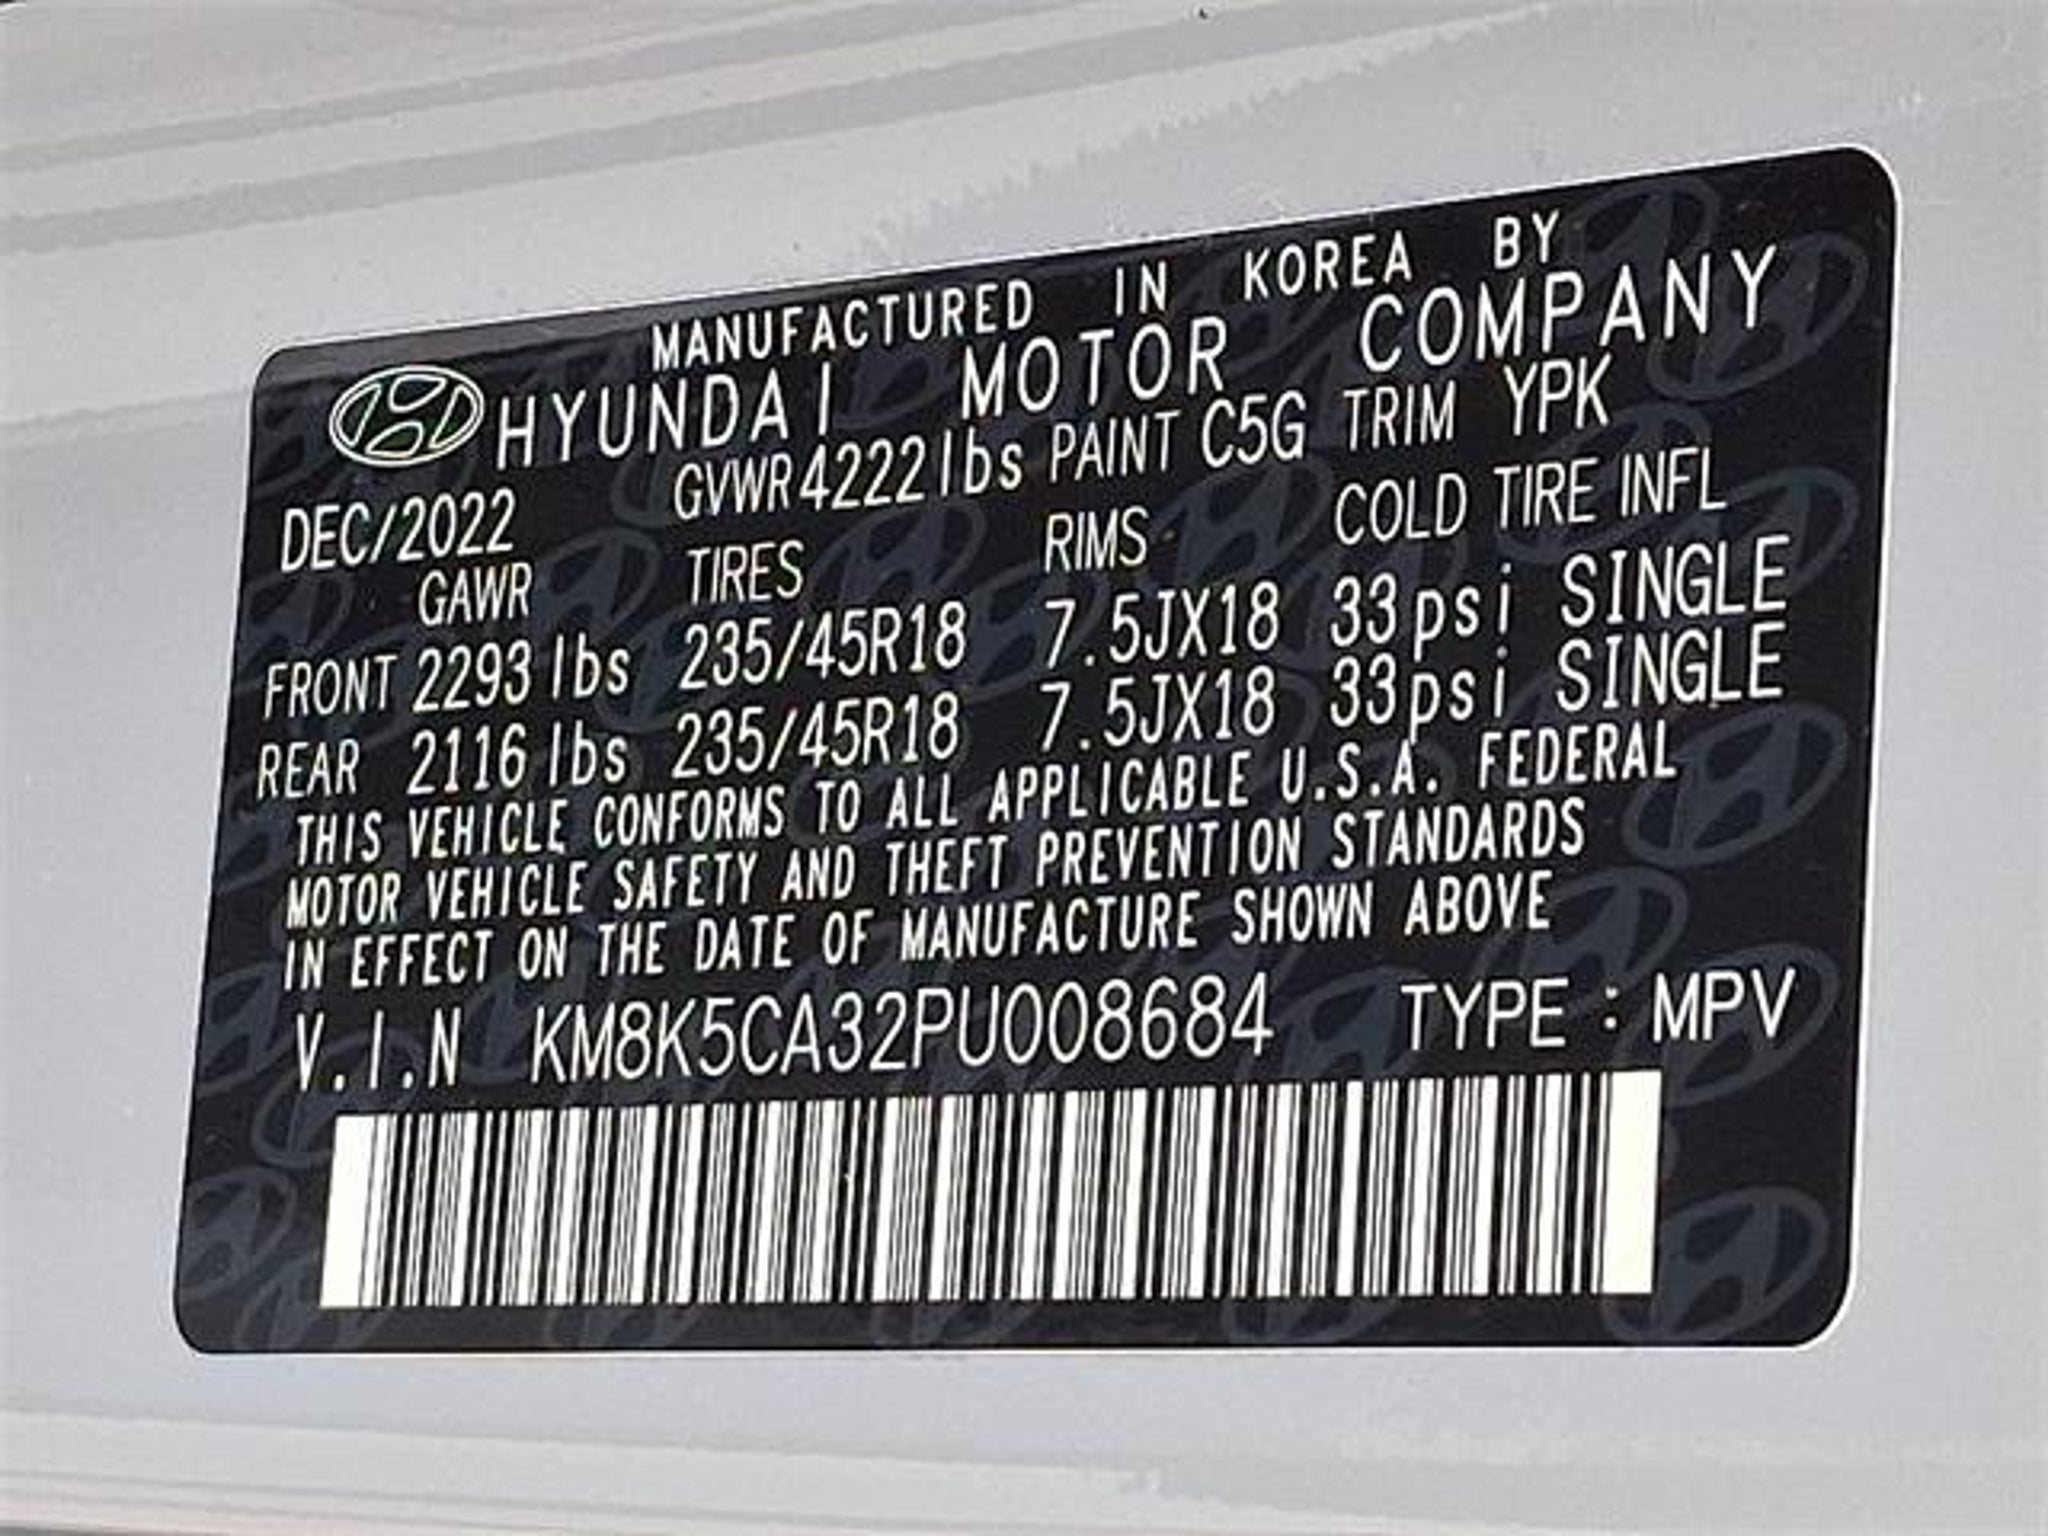 MANUFACTURED IN KOREA BY
HYUNDAI MOTOR COMPANY
DEC/2022 GVWR 4222lbs PAINT C5G TRIM YPK
GAWR TIRES RIMS COLD TIRE INFL
FRONT 2293 lbs 235/45R18 7.5JX18 33psi SINGLE
REAR 2116 lbs 235/45R18 7.5JX18 33psi SINGLE
THIS VEHICLE CONFORMS TO ALL APPLICABLE U.S.A. FEDERAL
MOTOR VEHICLE SAFETY AND THEFT PREVENTION STANDARDS
IN EFFECT ON THE DATE OF MANUFACTURE SHOWN ABOVE
V.I.N KM8K5CA32PU008684 TYPE : MPV